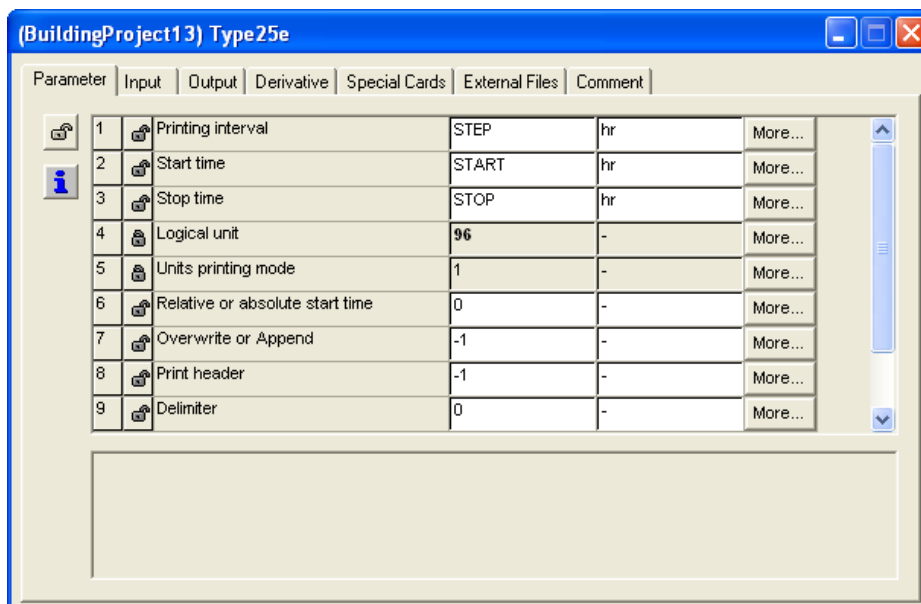 (BuildingProject13) Type25e
Parameter Input Output Derivative Special Cards External Files Comment
1 Printing interval STEP hr More...
2 Start time START hr More...
3 Stop time STOP hr More...
4 Logical unit 96 - More...
5 Units printing mode 1 - More...
6 Relative or absolute start time 0 - More...
7 Overwrite or Append -1 - More...
8 Print header -1 - More...
9 Delimiter 0 - More...